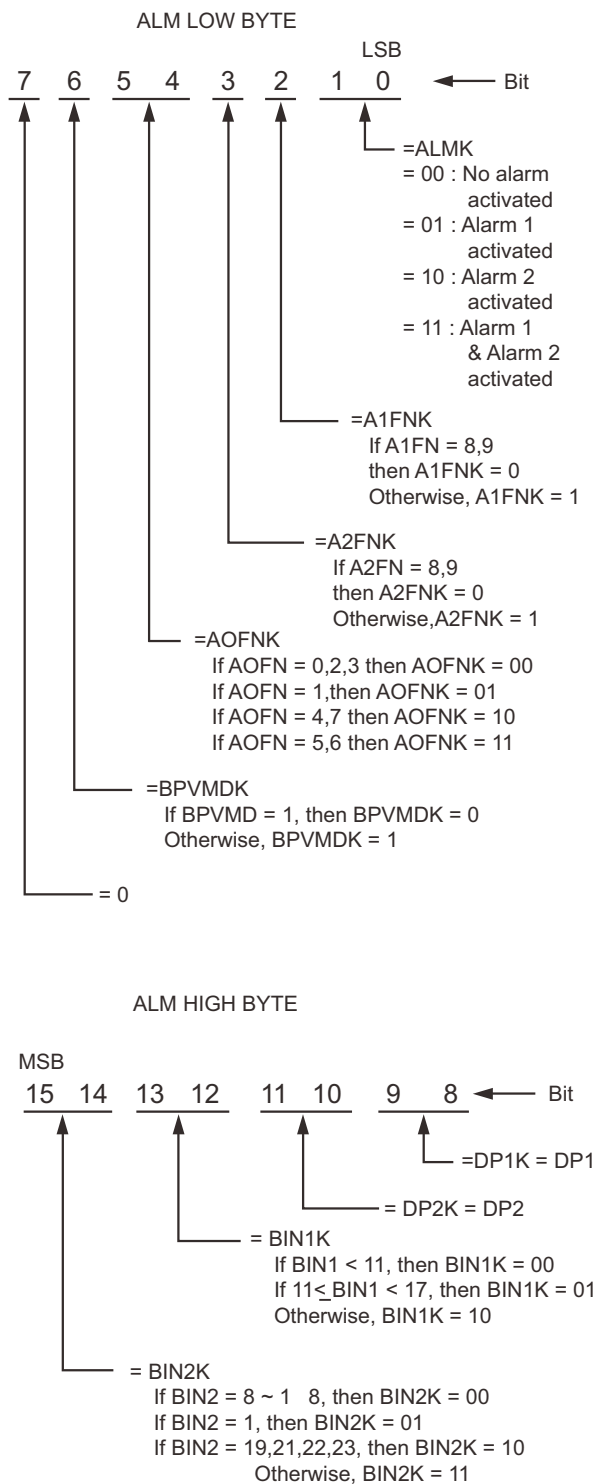 ALM LOW BYTE
LSB
7 6 5 4 3 2 1 0 Bit
=ALMK
= 00 : No alarm
activated
= 01 : Alarm 1
activated
= 10 : Alarm 2
activated
= 11 : Alarm 1
& Alarm 2
activated
=A1FNK
If A1FN = 8,9
then A1FNK = 0
Otherwise, A1FNK = 1
=A2FNK
If A2FN = 8,9
then A2FNK = 0
Otherwise,A2FNK = 1
=AOFNK
If AOFN = 0,2,3 then AOFNK = 00
If AOFN = 1,then AOFNK = 01
If AOFN = 4,7 then AOFNK = 10
If AOFN = 5,6 then AOFNK = 11
=BPVMDK
If BPVMD = 1, then BPVMDK = 0
Otherwise, BPVMDK = 1
= 0
ALM HIGH BYTE
MSB
15 14 13 12 11 10 9 8 Bit
=DP1K = DP1
= DP2K = DP2
= BIN1K
If BIN1 < 11, then BIN1K = 00
If 11≤ BIN1 < 17, then BIN1K = 01
Otherwise, BIN1K = 10
= BIN2K
If BIN2 = 8 ~ 1 8, then BIN2K = 00
If BIN2 = 1, then BIN2K = 01
If BIN2 = 19,21,22,23, then BIN2K = 10
Otherwise, BIN2K = 11